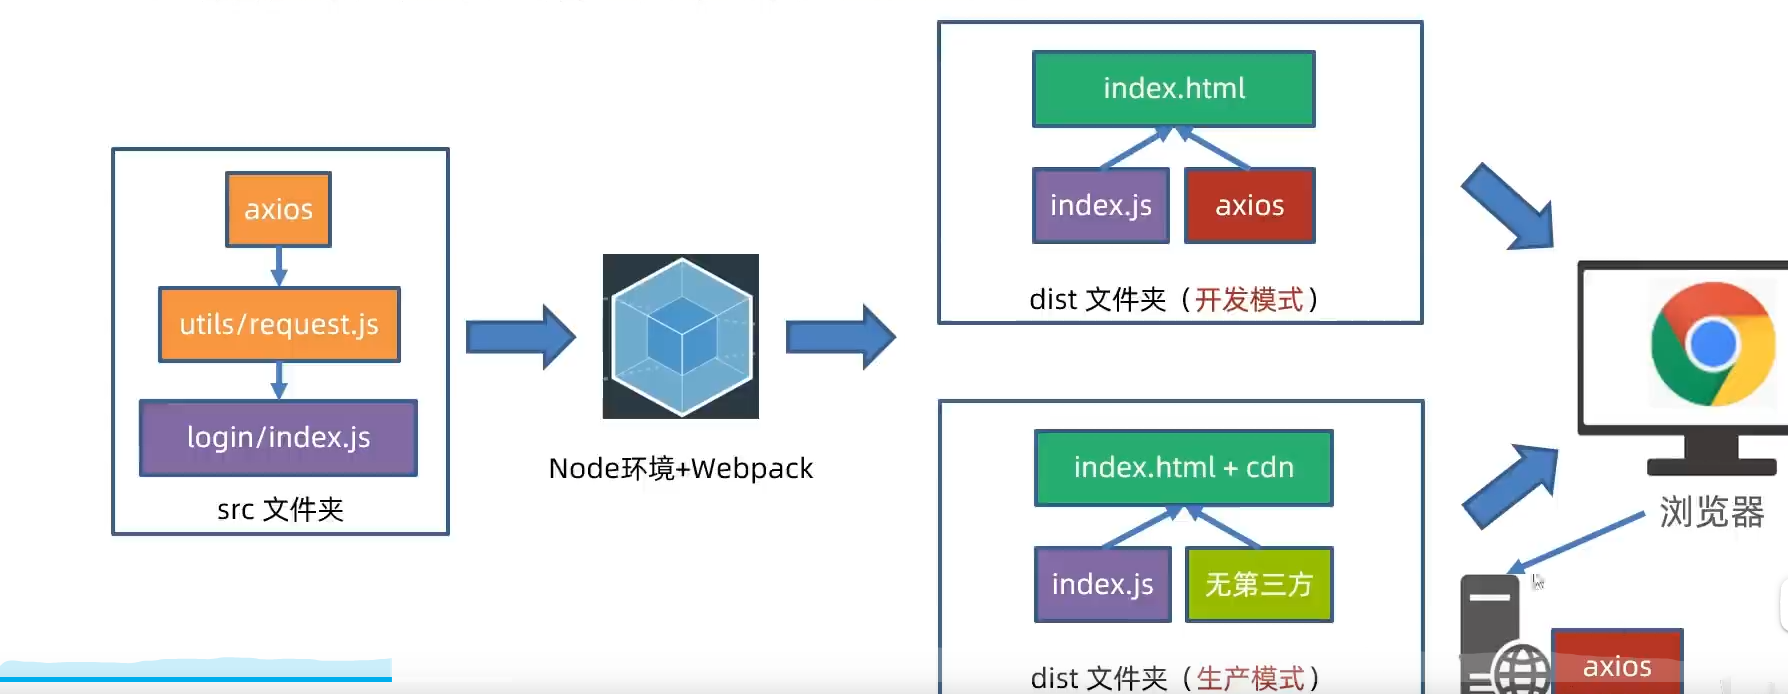 axios
utils/request.js
login/index.js
src 文件夹
Node环境+Webpack
index.html
index.js
axios
dist 文件夹（开发模式）
index.html + cdn
index.js
无第三方
dist 文件夹（生产模式）
浏览器
axios